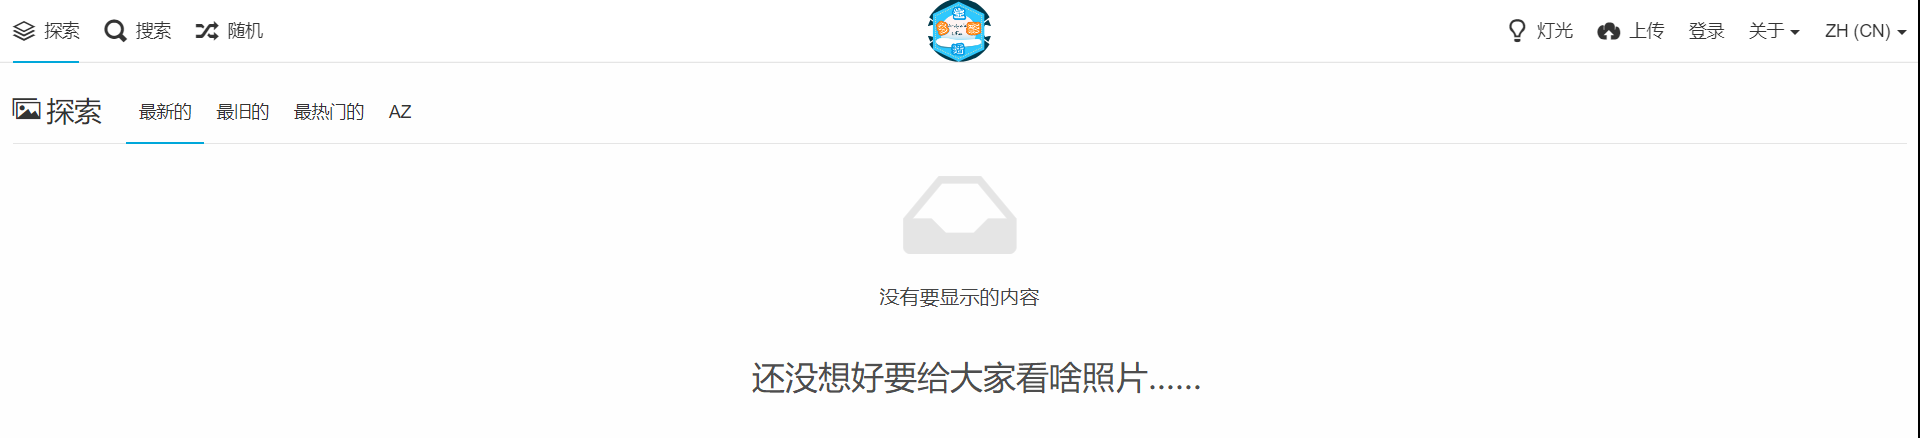 探索 搜索 随机 灯光 上传 登录 关于 ZH (CN)
探索 最新的 最旧的 最热门的 AZ
没有要显示的内容
还没想好要给大家看啥照片......